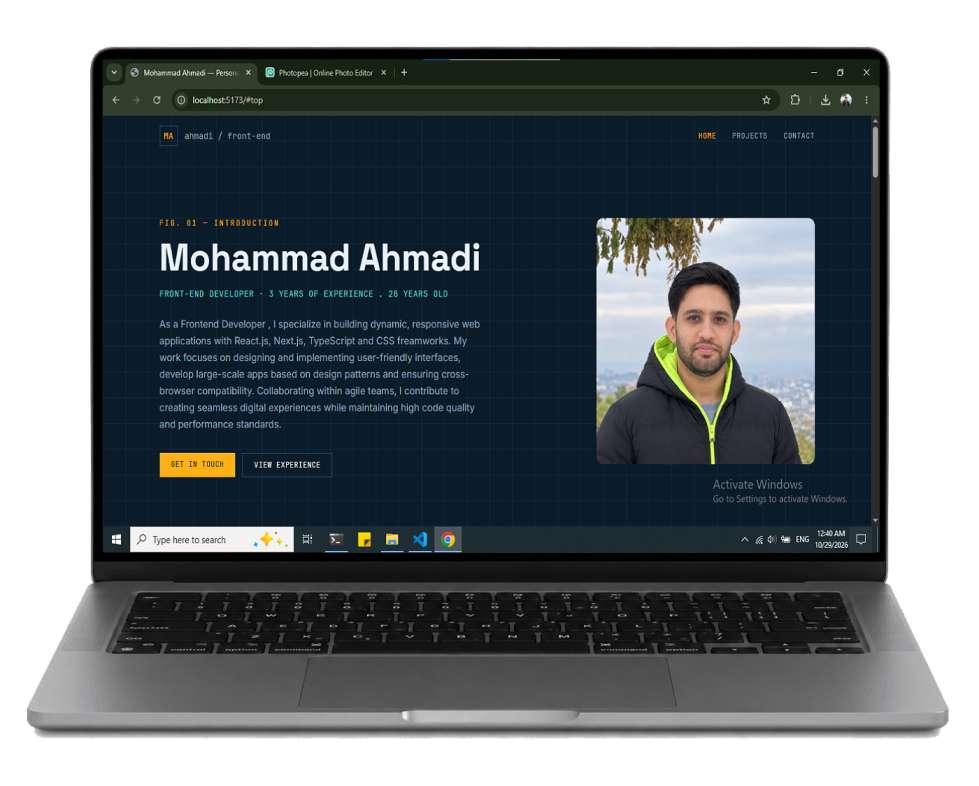 Mohammad Ahmadi — Person
Photopea | Online Photo Editor
localhost:5173/#top
MA
ahmadi / front-end
HOME
PROJECTS
CONTACT
FIG. 01 — INTRODUCTION
Mohammad Ahmadi
FRONT-END DEVELOPER - 3 YEARS OF EXPERIENCE . 28 YEARS OLD
As a Frontend Developer , I specialize in building dynamic, responsive web
applications with React.js, Next.js, TypeScript and CSS freamworks. My
work focuses on designing and implementing user-friendly interfaces,
develop large-scale apps based on design patterns and ensuring cross-
browser compatibility. Collaborating within agile teams, I contribute to
creating seamless digital experiences while maintaining high code quality
and performance standards.
GET IN TOUCH
VIEW EXPERIENCE
Activate Windows
Go to Settings to activate Windows.
Type here to search
ENG
12:40 AM
10/29/2026
control
option
command
command
option